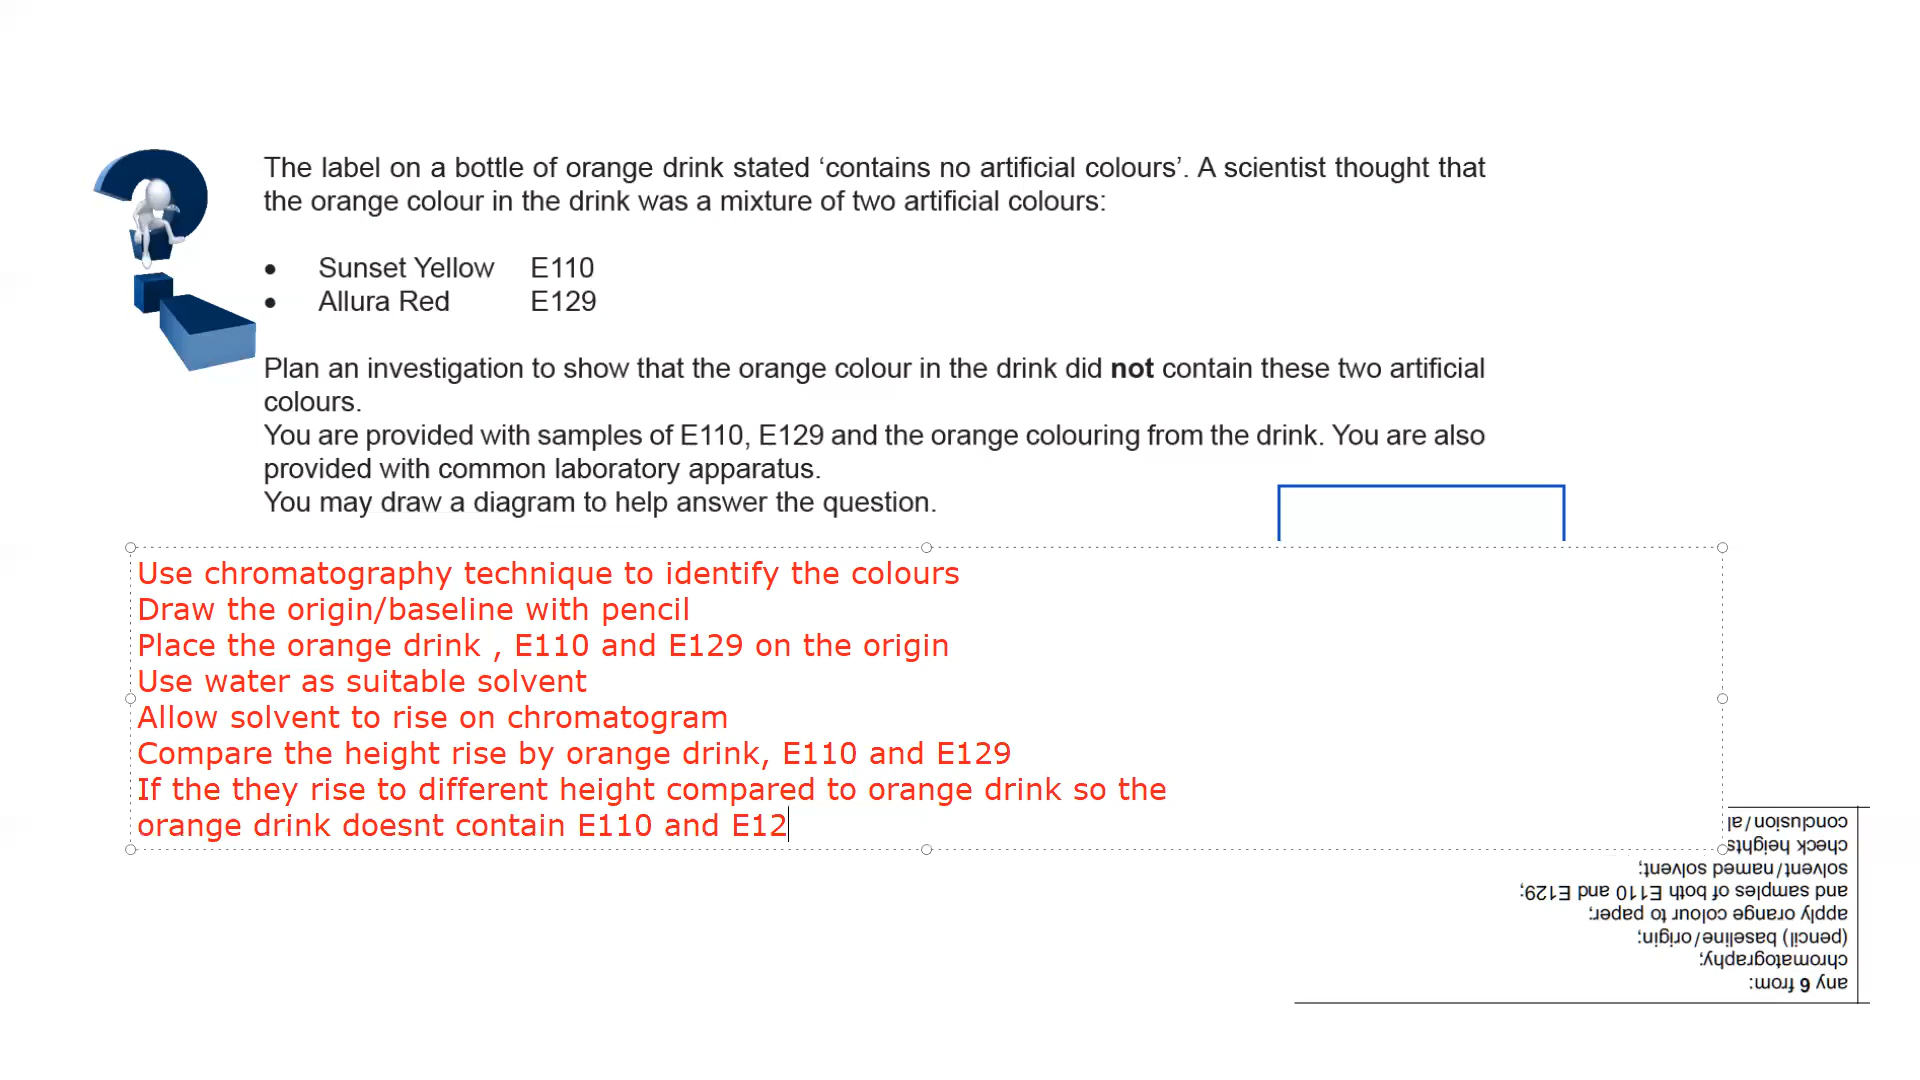 The label on a bottle of orange drink stated ‘contains no artificial colours’. A scientist thought that
the orange colour in the drink was a mixture of two artificial colours:
• Sunset Yellow E110
• Allura Red E129
Plan an investigation to show that the orange colour in the drink did not contain these two artificial
colours.
You are provided with samples of E110, E129 and the orange colouring from the drink. You are also
provided with common laboratory apparatus.
You may draw a diagram to help answer the question.
Use chromatography technique to identify the colours
Draw the origin/baseline with pencil
Place the orange drink , E110 and E129 on the origin
Use water as suitable solvent
Allow solvent to rise on chromatogram
Compare the height rise by orange drink, E110 and E129
If the they rise to different height compared to orange drink so the
orange drink doesnt contain E110 and E12
any 6 from:
chromatography;
(pencil) baseline/origin;
apply orange colour to paper;
and samples of both E110 and E129;
solvent/named solvent;
check heights
conclusion/al